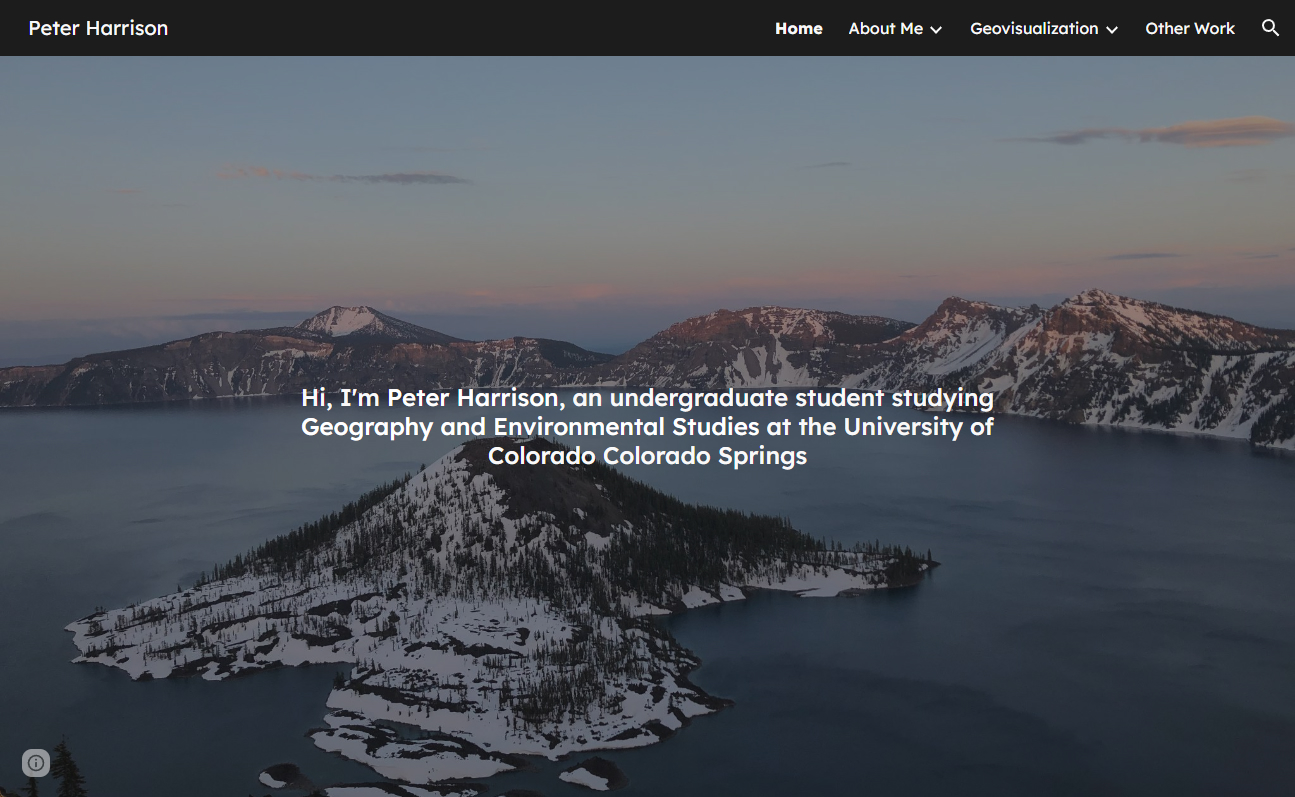 Peter Harrison
Home About Me Geovisualization Other Work
Hi, I'm Peter Harrison, an undergraduate student studying
Geography and Environmental Studies at the University of
Colorado Colorado Springs